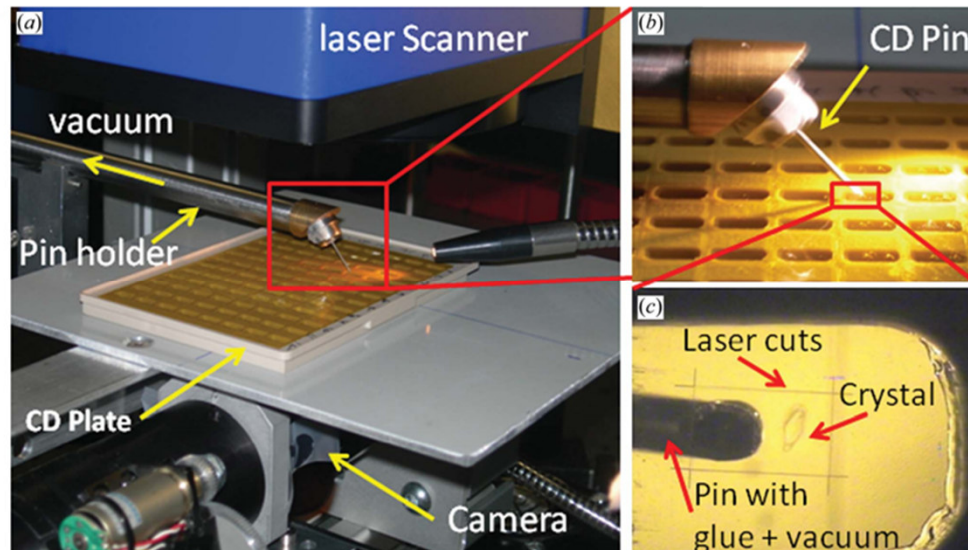 (a)
laser Scanner
vacuum
Pin holder
CD Plate
Camera
(b)
CD Pin
(c)
Laser cuts
Crystal
Pin with
glue + vacuum